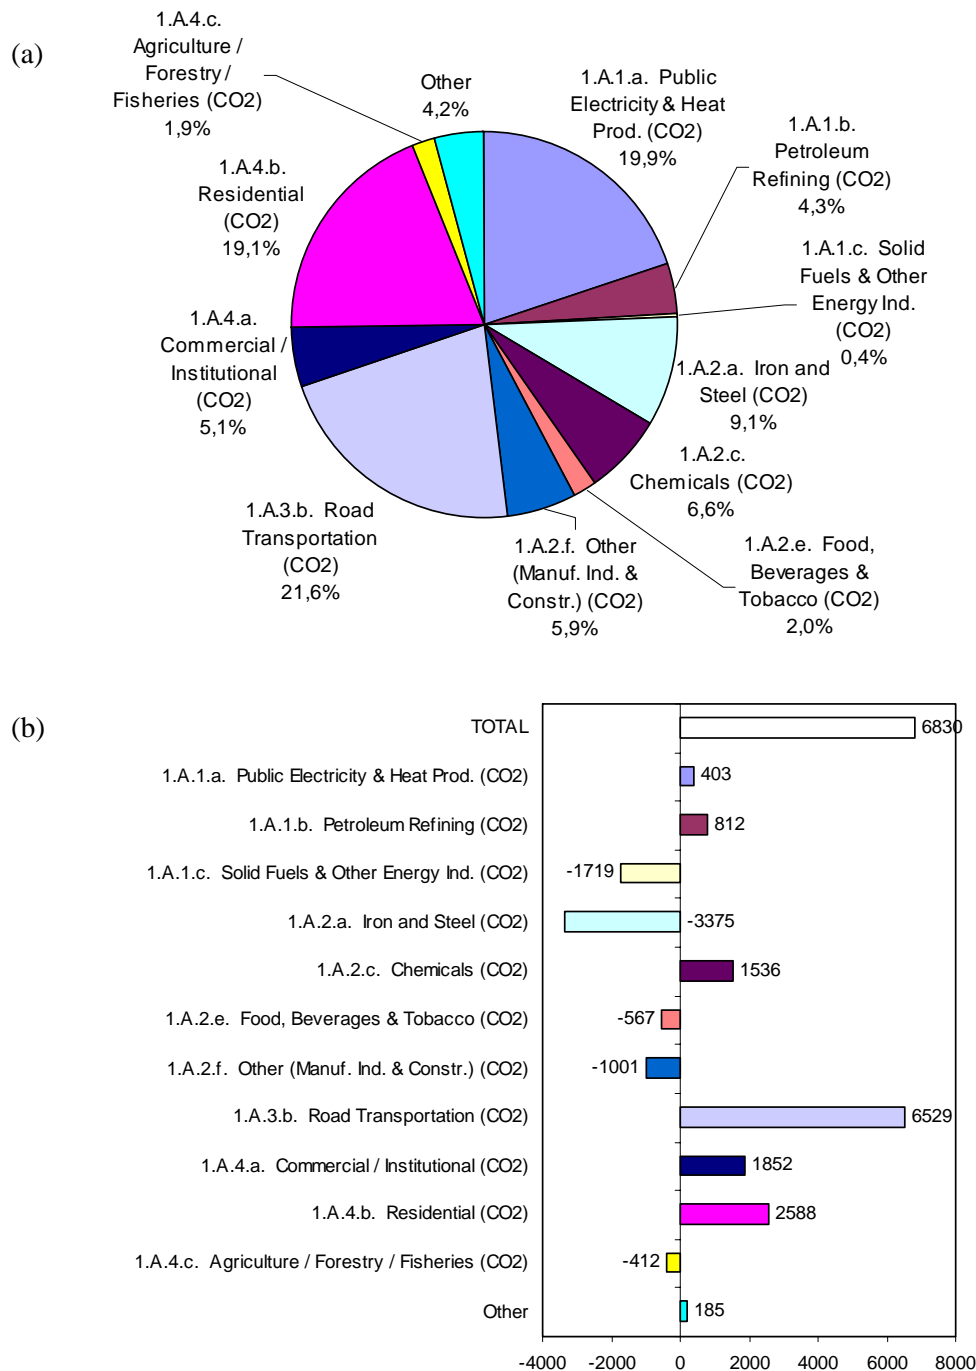 (a)
1.A.4.c.
Agriculture /
Forestry /
Fisheries (CO2)
1,9%
Other
4,2%
1.A.1.a. Public
Electricity & Heat
Prod. (CO2)
19,9%
1.A.1.b.
Petroleum
Refining (CO2)
4,3%
1.A.1.c. Solid
Fuels & Other
Energy Ind.
(CO2)
0,4%
1.A.2.a. Iron and
Steel (CO2)
9,1%
1.A.2.c.
Chemicals (CO2)
6,6%
1.A.2.e. Food,
Beverages &
Tobacco (CO2)
2,0%
1.A.2.f. Other
(Manuf. Ind. &
Constr.) (CO2)
5,9%
1.A.3.b. Road
Transportation
(CO2)
21,6%
1.A.4.a.
Commercial /
Institutional
(CO2)
5,1%
1.A.4.b.
Residential
(CO2)
19,1%
(b)
TOTAL 6830
1.A.1.a. Public Electricity & Heat Prod. (CO2) 403
1.A.1.b. Petroleum Refining (CO2) 812
1.A.1.c. Solid Fuels & Other Energy Ind. (CO2) -1719
1.A.2.a. Iron and Steel (CO2) -3375
1.A.2.c. Chemicals (CO2) 1536
1.A.2.e. Food, Beverages & Tobacco (CO2) -567
1.A.2.f. Other (Manuf. Ind. & Constr.) (CO2) -1001
1.A.3.b. Road Transportation (CO2) 6529
1.A.4.a. Commercial / Institutional (CO2) 1852
1.A.4.b. Residential (CO2) 2588
1.A.4.c. Agriculture / Forestry / Fisheries (CO2) -412
Other 185
-4000 -2000 0 2000 4000 6000 8000